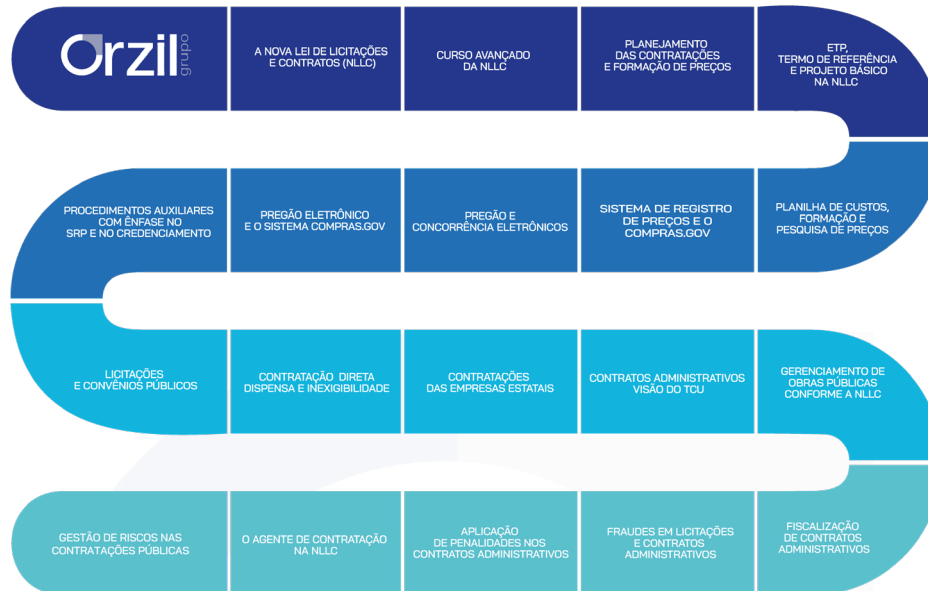 Orzil
grupo
A NOVA LEI DE LICITAÇÕES
E CONTRATOS (NLLC)
CURSO AVANÇADO
DA NLLC
PLANEJAMENTO
DAS CONTRATAÇÕES
E FORMAÇÃO DE PREÇOS
ETP,
TERMO DE REFERÊNCIA
E PROJETO BÁSICO
NA NLLC
PLANILHA DE CUSTOS,
FORMAÇÃO E
PESQUISA DE PREÇOS
SISTEMA DE REGISTRO
DE PREÇOS E O
COMPRAS.GOV
PREGÃO E
CONCORRÊNCIA ELETRÔNICOS
PREGÃO ELETRÔNICO
E O SISTEMA COMPRAS.GOV
PROCEDIMENTOS AUXILIARES
COM ÊNFASE NO
SRP E NO CREDENCIAMENTO
LICITAÇÕES
E CONVÊNIOS PÚBLICOS
CONTRATAÇÃO DIRETA
DISPENSA E INEXIGIBILIDADE
CONTRATAÇÕES
DAS EMPRESAS ESTATAIS
CONTRATOS ADMINISTRATIVOS
VISÃO DO TCU
GERENCIAMENTO DE
OBRAS PÚBLICAS
CONFORME A NLLC
FISCALIZAÇÃO
DE CONTRATOS
ADMINISTRATIVOS
FRAUDES EM LICITAÇÕES
E CONTRATOS
ADMINISTRATIVOS
APLICAÇÃO
DE PENALIDADES NOS
CONTRATOS ADMINISTRATIVOS
O AGENTE DE CONTRATAÇÃO
NA NLLC
GESTÃO DE RISCOS NAS
CONTRATAÇÕES PÚBLICAS